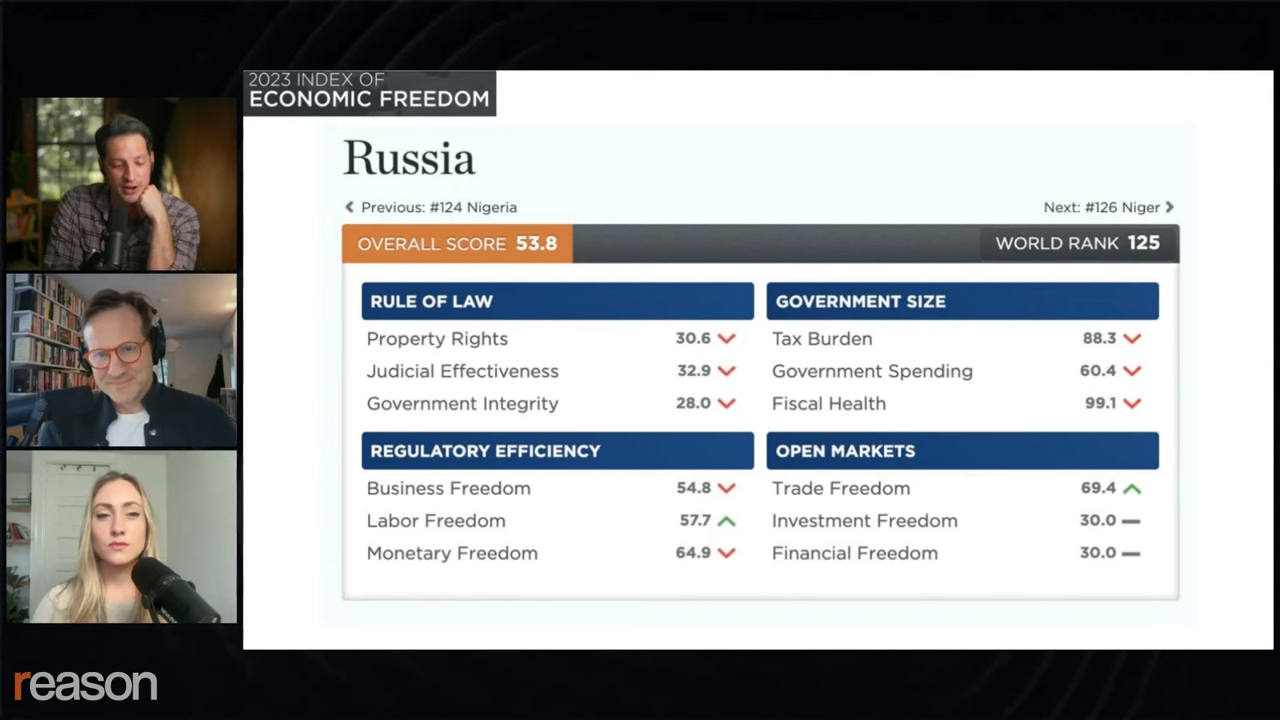 2023 INDEX OF
ECONOMIC FREEDOM
Russia
Previous: #124 Nigeria
Next: #126 Niger
OVERALL SCORE 53.8
WORLD RANK 125
RULE OF LAW
Property Rights 30.6
Judicial Effectiveness 32.9
Government Integrity 28.0
GOVERNMENT SIZE
Tax Burden 88.3
Government Spending 60.4
Fiscal Health 99.1
REGULATORY EFFICIENCY
Business Freedom 54.8
Labor Freedom 57.7
Monetary Freedom 64.9
OPEN MARKETS
Trade Freedom 69.4
Investment Freedom 30.0
Financial Freedom 30.0
reason